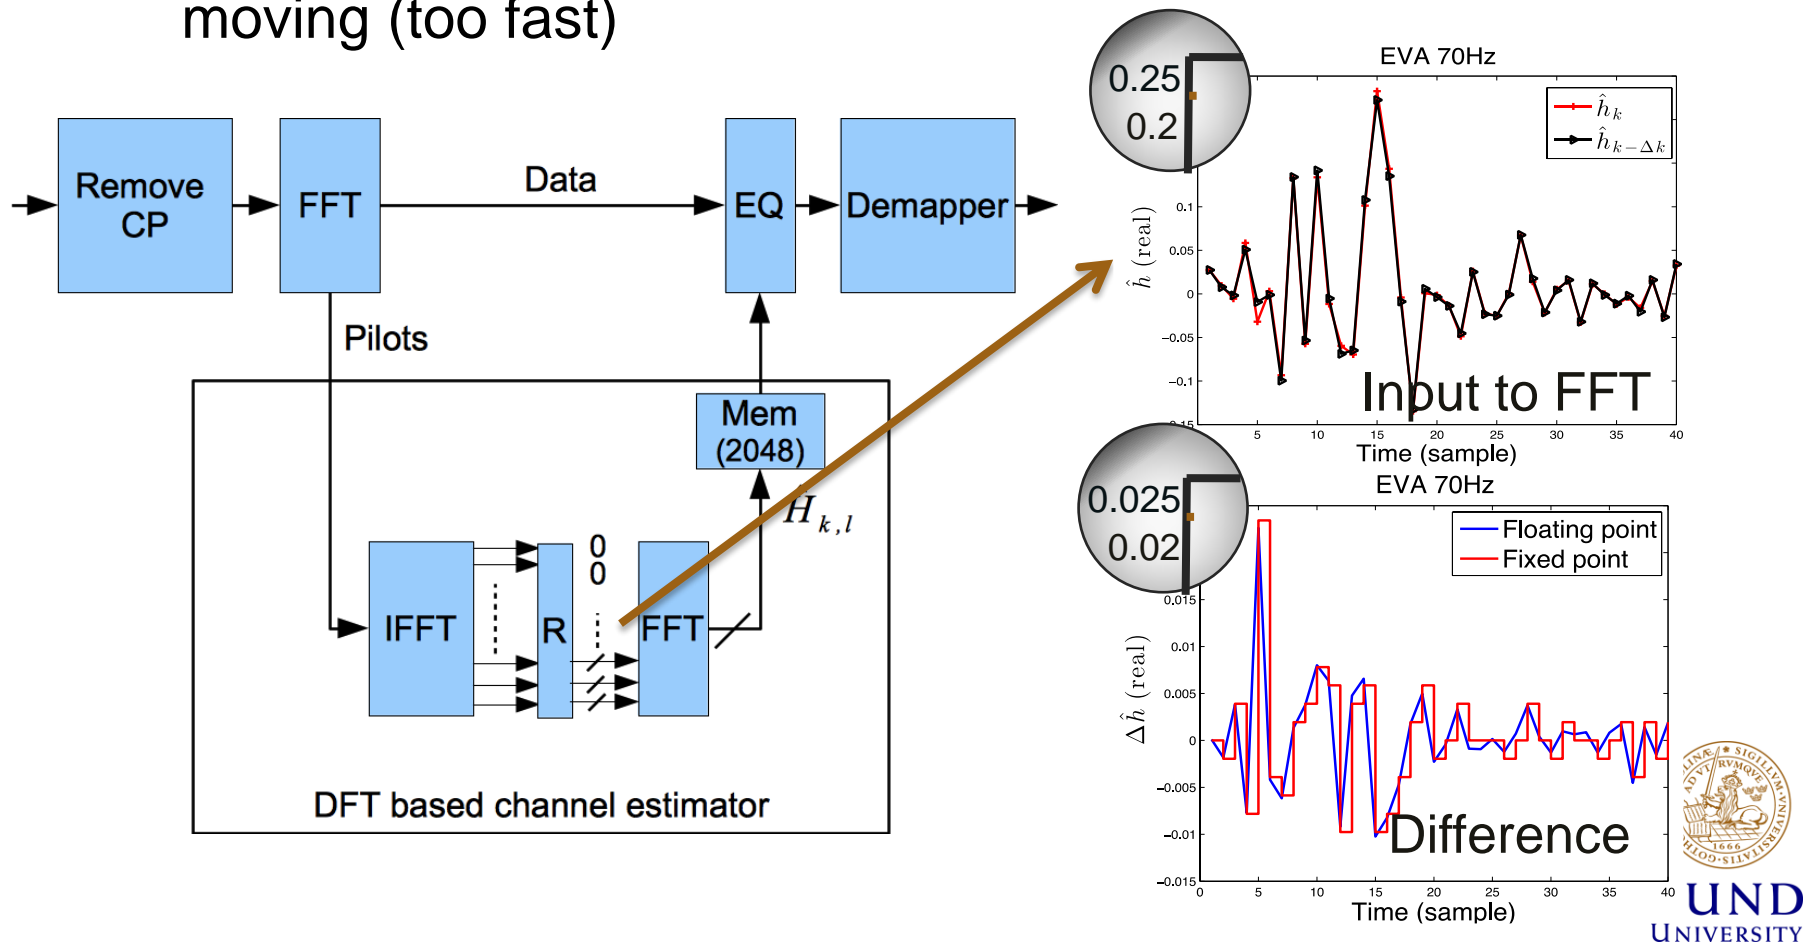 moving (too fast)
Remove
CP
FFT
Data
EQ
Demapper
Pilots
Mem
(2048)
H k,l
IFFT
R
0
0
FFT
DFT based channel estimator
EVA 70Hz
0.25
0.2
ĥk
ĥk−Δk
0.1
0.05
0
−0.05
−0.1
ĥ (real)
Input to FFT
5 10 15 20 25 30 35 40
Time (sample)
EVA 70Hz
0.025
0.02
Floating point
Fixed point
0.015
0.01
0.005
0
−0.005
−0.01
−0.015
Δĥ (real)
Difference
0 5 10 15 20 25 30 35 40
Time (sample)
1666
UND
UNIVERSITY